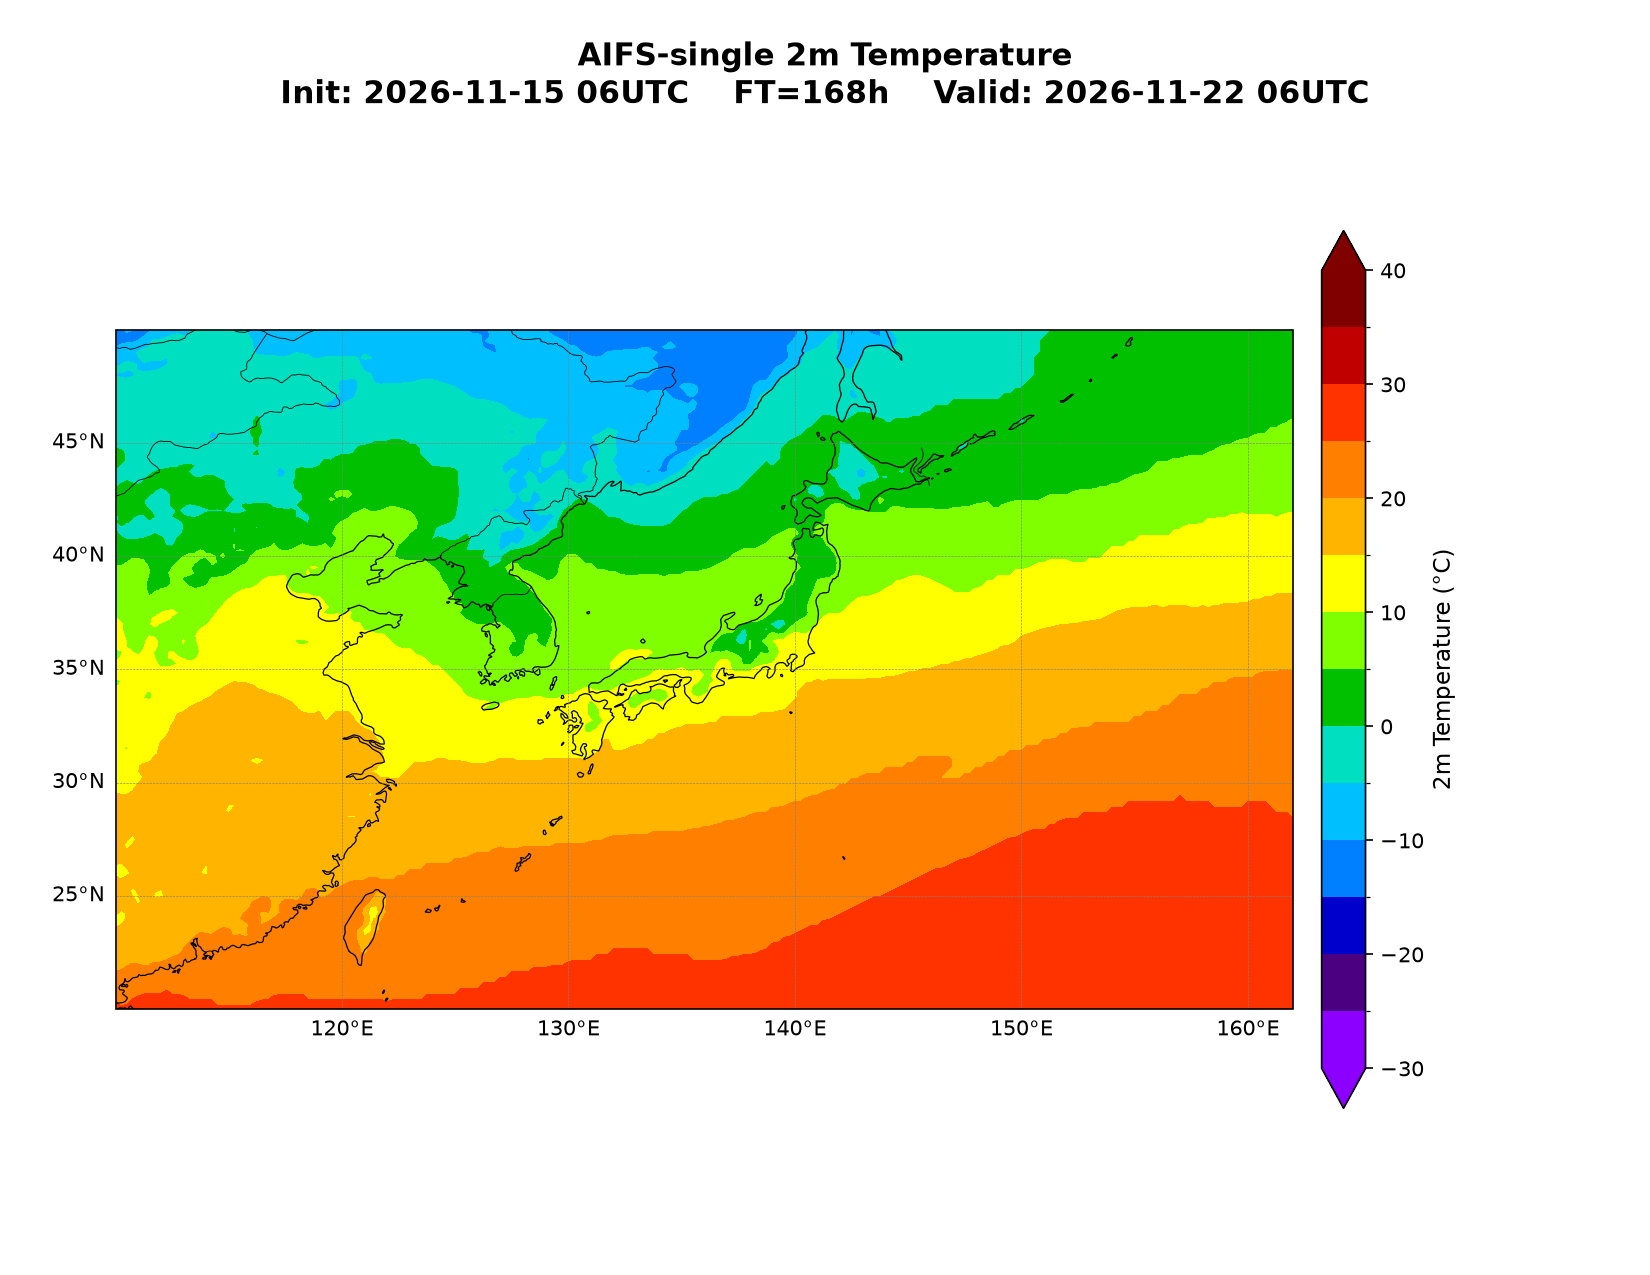 AIFS-single 2m Temperature
Init: 2026-11-15 06UTC    FT=168h    Valid: 2026-11-22 06UTC
45°N
40°N
35°N
30°N
25°N
120°E
130°E
140°E
150°E
160°E
40
30
20
10
0
−10
−20
−30
2m Temperature (°C)